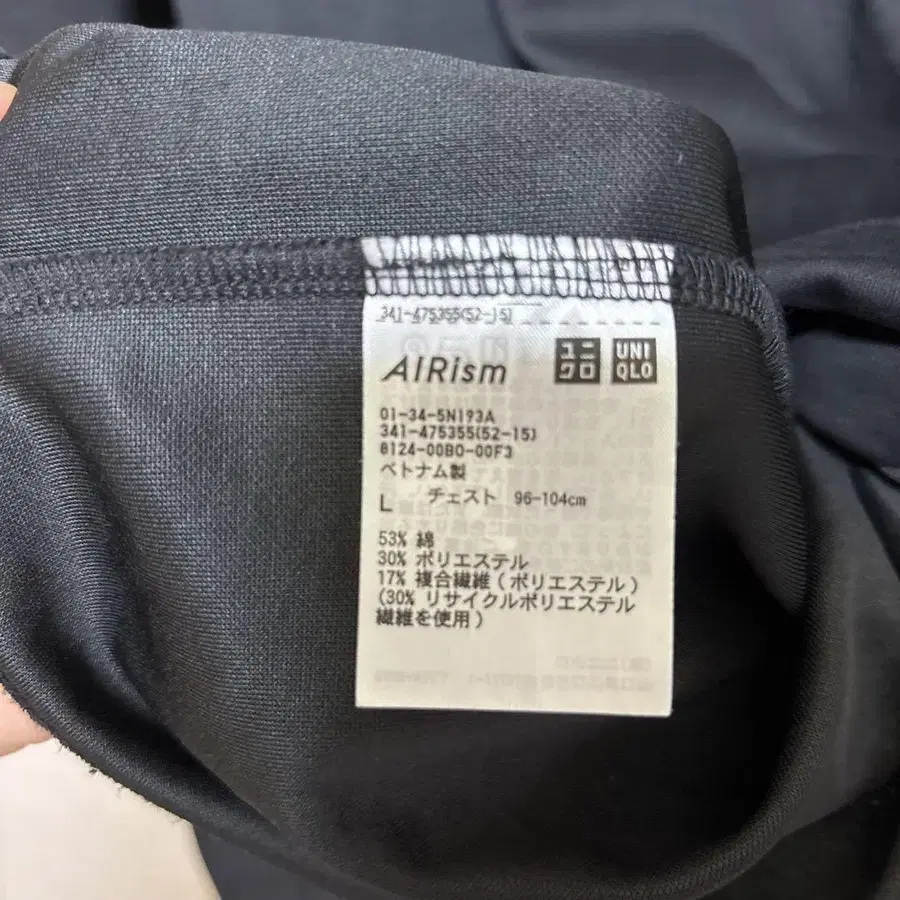 341-475355(52-15)
AIRism
ユニ
クロ
UNI
QLO
01-34-5N193A
341-475355(52-15)
8124-00B0-00F3
ベトナム製
L チェスト 96-104cm
53% 綿
30% ポリエステル
17% 複合繊維(ポリエステル)
(30% リサイクルポリエステル
繊維を使用)